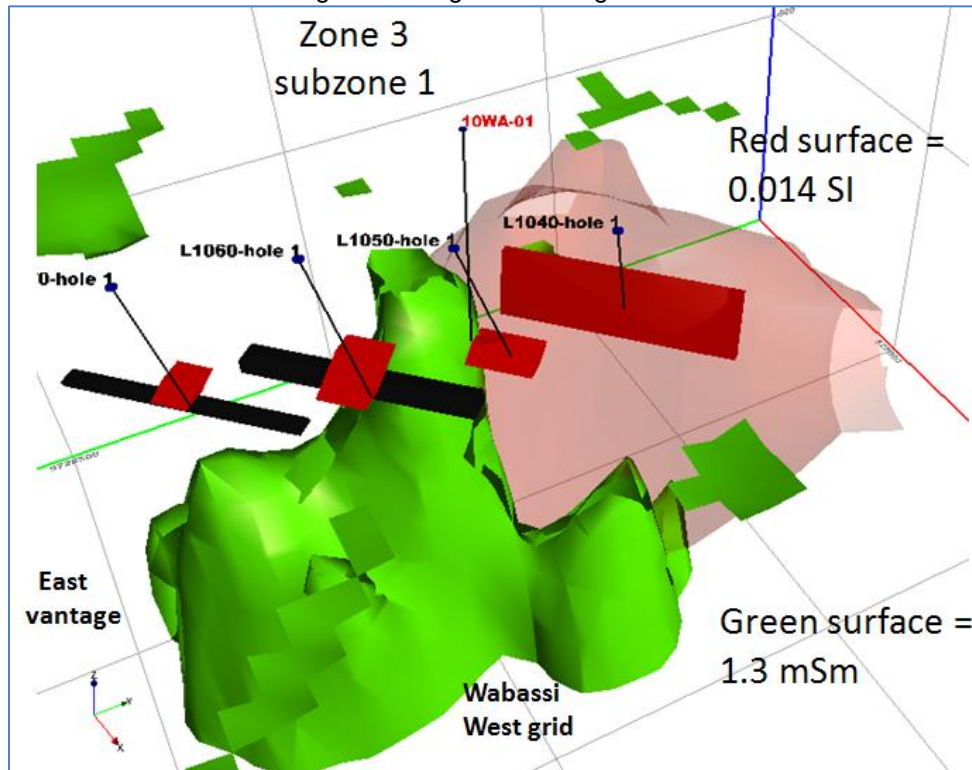 Zone 3
subzone 1
10WA-01
Red surface =
0.014 SI
L1040-hole 1
L1050-hole 1
L1060-hole 1
0-hole 1
East
vantage
Green surface =
1.3 mSm
Wabassi
West grid
Z
Y
X